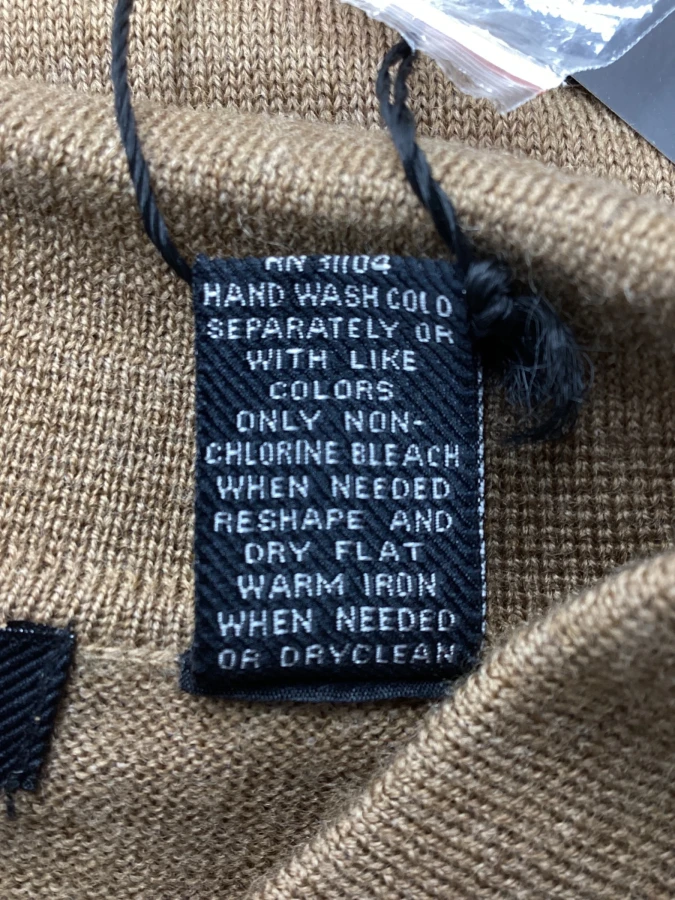 RN 31104
HAND WASH COLD
SEPARATELY OR
WITH LIKE
COLORS
ONLY NON-
CHLORINE BLEACH
WHEN NEEDED
RESHAPE AND
DRY FLAT
WARM IRON
WHEN NEEDED
OR DRYCLEAN